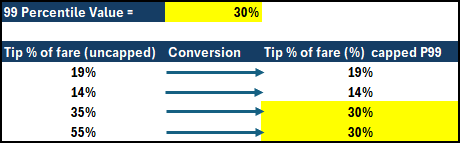 99 Percentile Value = 30%
Tip % of fare (uncapped) Conversion Tip % of fare (%) capped P99
19% 19%
14% 14%
35% 30%
55% 30%